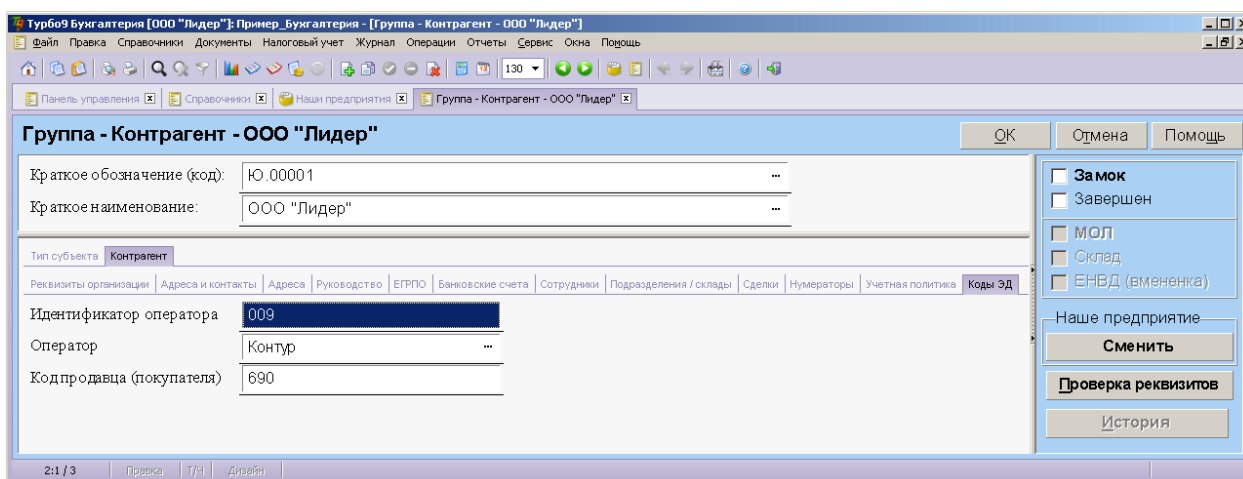 Турбо9 Бухгалтерия [ООО "Лидер"]: Пример_Бухгалтерия - [Группа - Контрагент - ООО "Лидер"]
Файл Правка Справочники Документы Налоговый учет Журнал Операции Отчеты Сервис Окна Помощь
130
Панель управления Справочники Наши предприятия Группа - Контрагент - ООО "Лидер"
Группа - Контрагент - ООО "Лидер" OK Отмена Помощь
Краткое обозначение (код): Ю.00001 ...
Краткое наименование: ООО "Лидер" ...
Замок
Завершен
МОЛ
Склад
ЕНВД (вмененка)
Тип субъекта Контрагент
Реквизиты организации Адреса и контакты Адреса Руководство ЕГРПО Банковские счета Сотрудники Подразделения / склады Сделки Нумераторы Учетная политика Коды ЭД
Идентификатор оператора 009
Оператор Контур ...
Код продавца (покупателя) 690
Наше предприятие
Сменить
Проверка реквизитов
История
2:1 / 3 Правка Т/Ч Дизайн